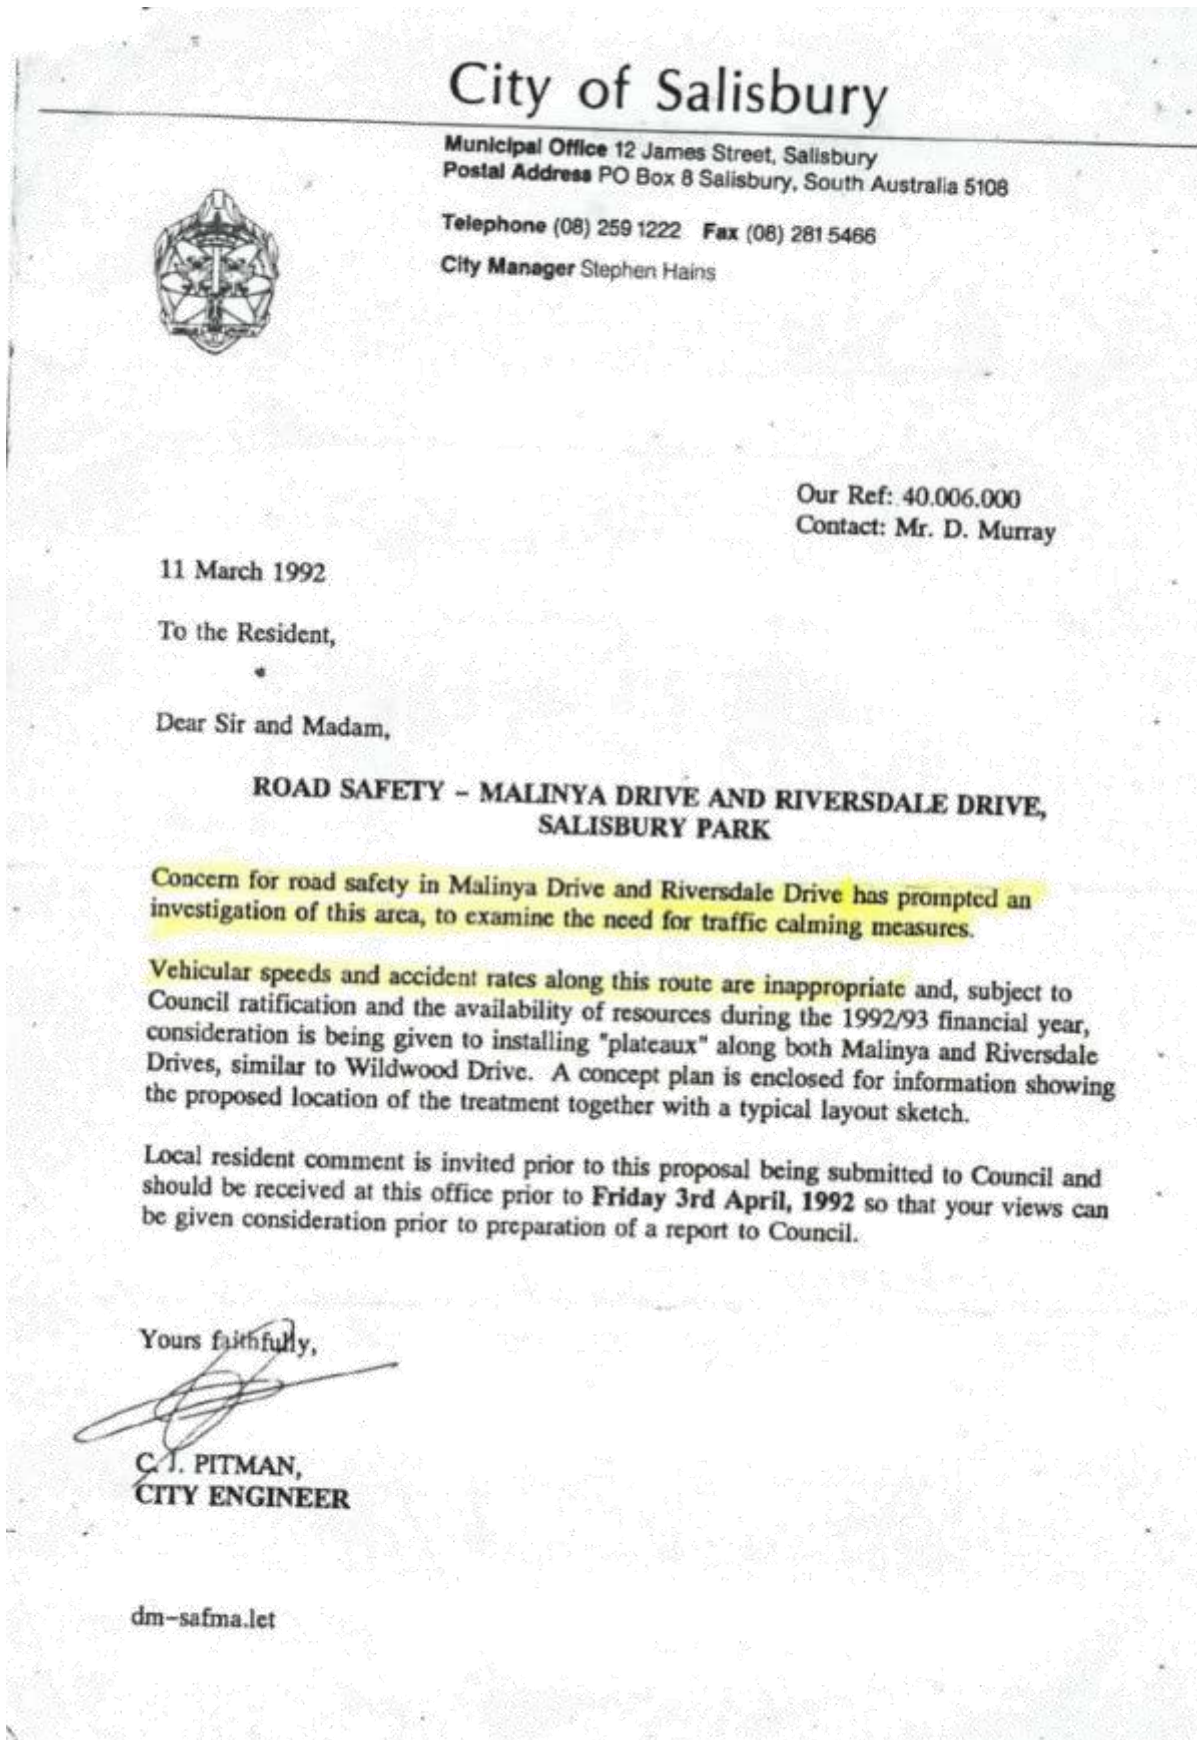 City of Salisbury
Municipal Office 12 James Street, Salisbury
Postal Address PO Box 8 Salisbury, South Australia 5108
Telephone (08) 259 1222 Fax (08) 281 5466
City Manager Stephen Hains
Our Ref: 40.006.000
Contact: Mr. D. Murray
11 March 1992
To the Resident,
Dear Sir and Madam,
ROAD SAFETY – MALINYA DRIVE AND RIVERSDALE DRIVE,
SALISBURY PARK
Concern for road safety in Malinya Drive and Riversdale Drive has prompted an
investigation of this area, to examine the need for traffic calming measures.
Vehicular speeds and accident rates along this route are inappropriate and, subject to
Council ratification and the availability of resources during the 1992/93 financial year,
consideration is being given to installing "plateaux" along both Malinya and Riversdale
Drives, similar to Wildwood Drive. A concept plan is enclosed for information showing
the proposed location of the treatment together with a typical layout sketch.
Local resident comment is invited prior to this proposal being submitted to Council and
should be received at this office prior to Friday 3rd April, 1992 so that your views can
be given consideration prior to preparation of a report to Council.
Yours faithfully,
C. J. PITMAN,
CITY ENGINEER
dm-safma.let